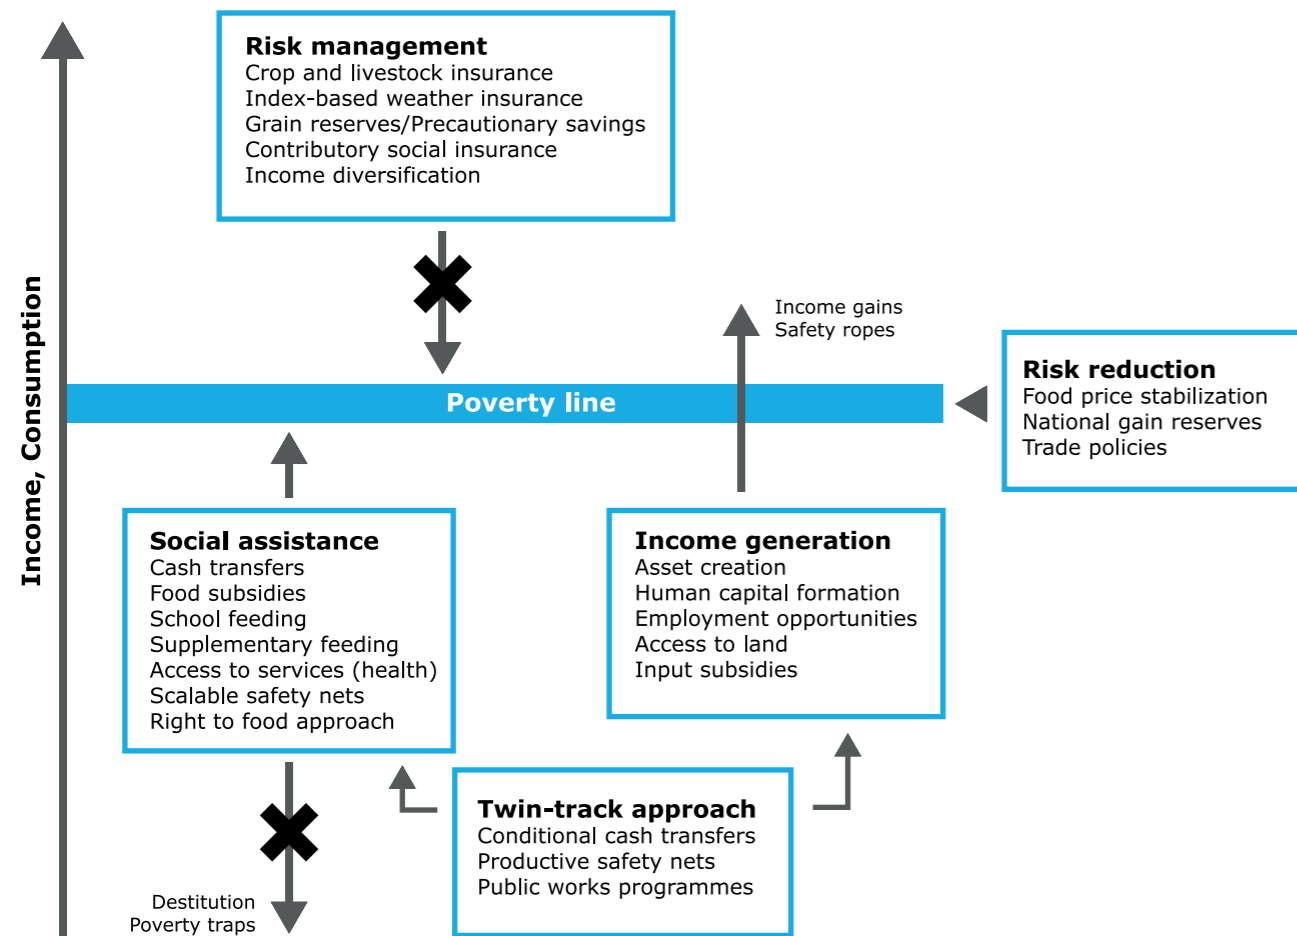 Risk management
Crop and livestock insurance
Index-based weather insurance
Grain reserves/Precautionary savings
Contributory social insurance
Income diversification
Income, Consumption
Income gains
Safety ropes
Poverty line
Risk reduction
Food price stabilization
National gain reserves
Trade policies
Social assistance
Cash transfers
Food subsidies
School feeding
Supplementary feeding
Access to services (health)
Scalable safety nets
Right to food approach
Income generation
Asset creation
Human capital formation
Employment opportunities
Access to land
Input subsidies
Twin-track approach
Conditional cash transfers
Productive safety nets
Public works programmes
Destitution
Poverty traps